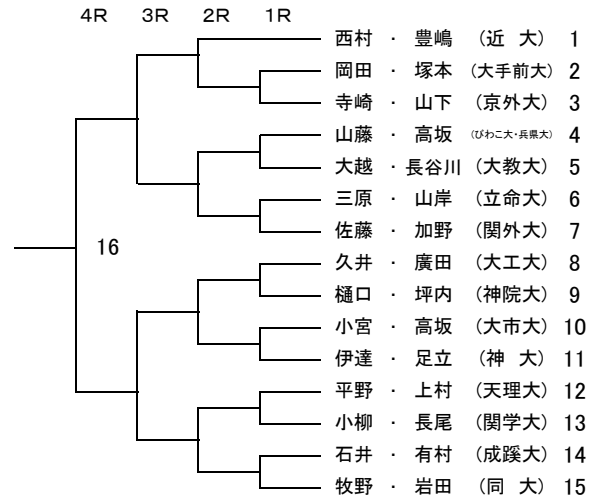 4R 3R 2R 1R
西村 ・ 豊嶋 (近 大) 1
岡田 ・ 塚本 (大手前大) 2
寺崎 ・ 山下 (京外大) 3
山藤 ・ 高坂 (びわこ大・兵県大) 4
大越 ・ 長谷川 (大教大) 5
三原 ・ 山岸 (立命大) 6
佐藤 ・ 加野 (関外大) 7
16
久井 ・ 廣田 (大工大) 8
樋口 ・ 坪内 (神院大) 9
小宮 ・ 高坂 (大市大) 10
伊達 ・ 足立 (神 大) 11
平野 ・ 上村 (天理大) 12
小柳 ・ 長尾 (関学大) 13
石井 ・ 有村 (成蹊大) 14
牧野 ・ 岩田 (同 大) 15